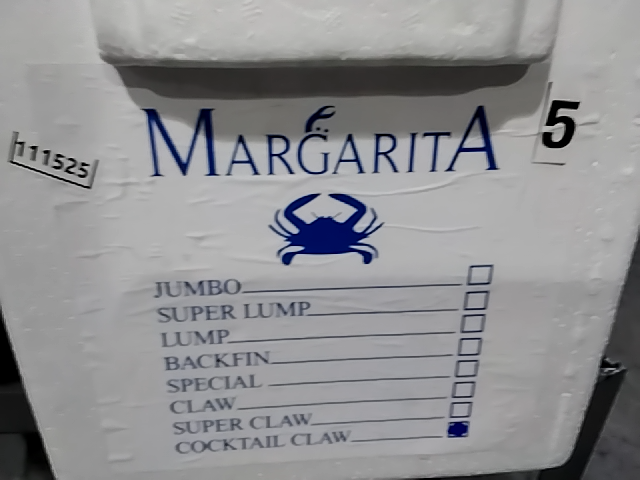 MARGARITA
5
111525
JUMBO
SUPER LUMP
LUMP
BACKFIN
SPECIAL
CLAW
SUPER CLAW
COCKTAIL CLAW